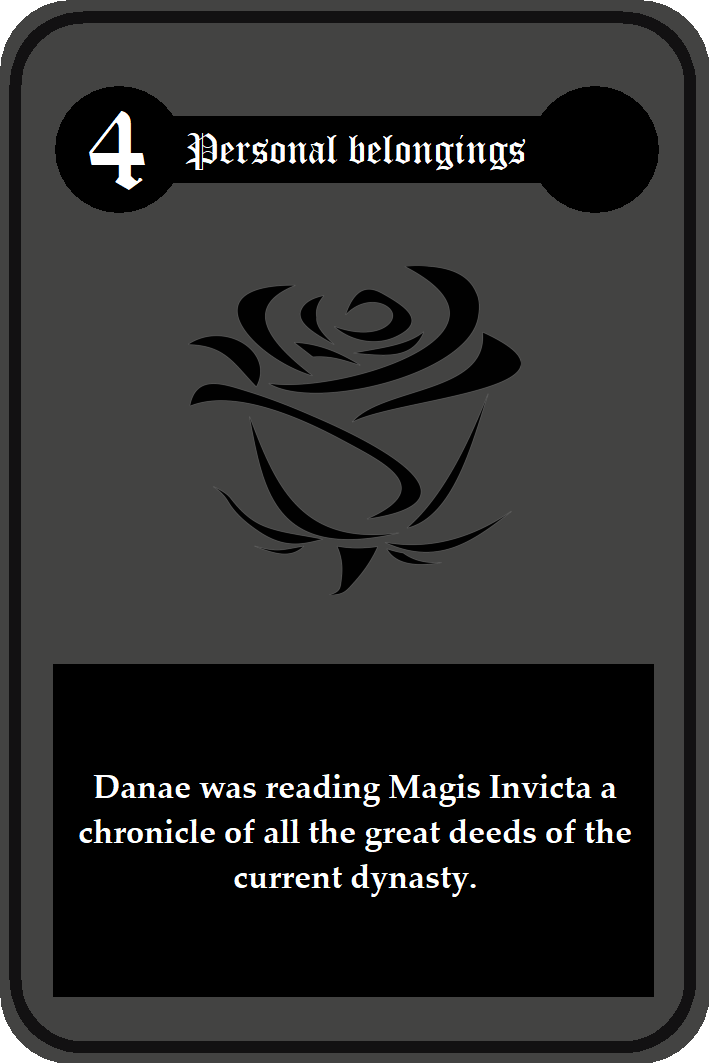 4
Personal belongings
Danae was reading Magis Invicta a
chronicle of all the great deeds of the
current dynasty.